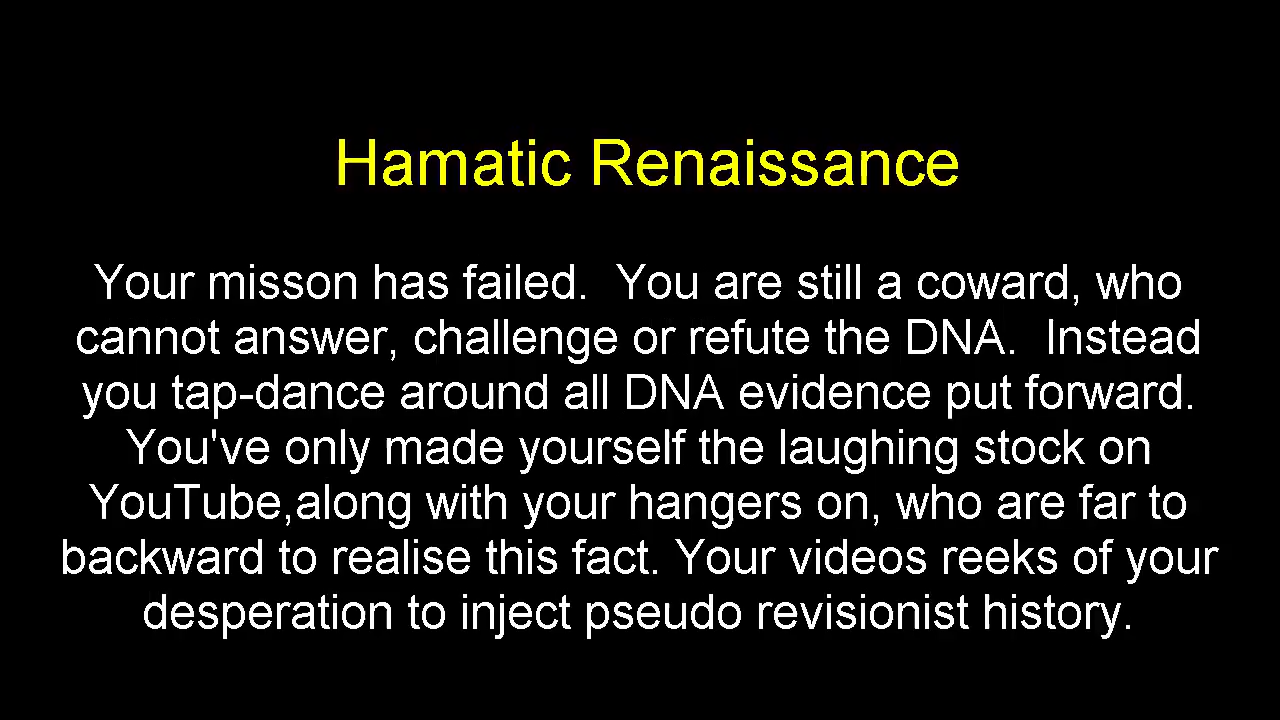 Hamatic Renaissance
Your misson has failed.  You are still a coward, who
cannot answer, challenge or refute the DNA.  Instead
you tap-dance around all DNA evidence put forward.
You've only made yourself the laughing stock on
YouTube,along with your hangers on, who are far to
backward to realise this fact. Your videos reeks of your
desperation to inject pseudo revisionist history.